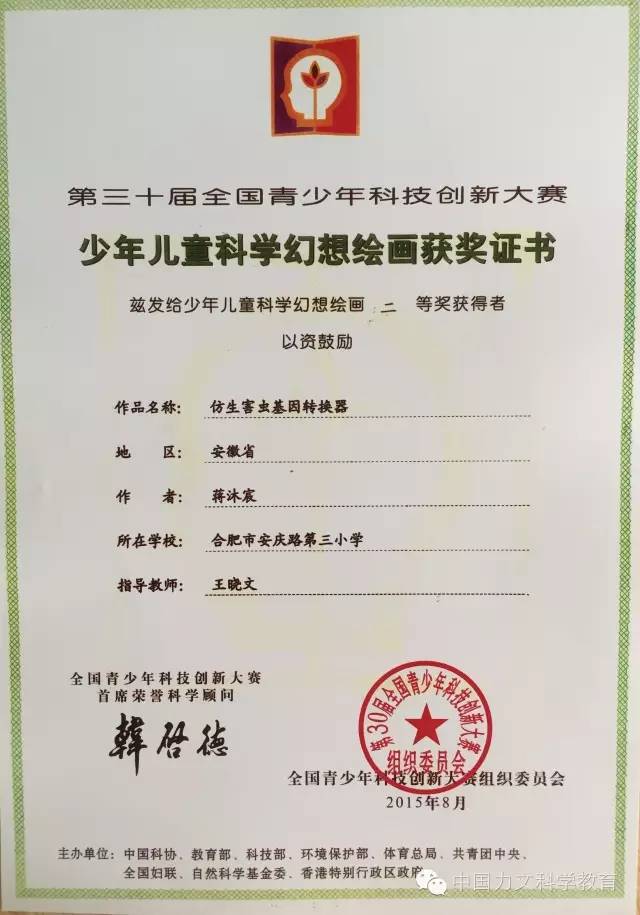 第三十届全国青少年科技创新大赛
少年儿童科学幻想绘画获奖证书
兹发给少年儿童科学幻想绘画 二 等奖获得者
以资鼓励
作品名称: 仿生害虫基因转换器
地 区: 安徽省
作 者: 蒋沐宸
所在学校: 合肥市安庆路第三小学
指导教师: 王晓文
全国青少年科技创新大赛
首席荣誉科学顾问
韩启德
第30届全国青少年科技创新大赛
组织委员会
全国青少年科技创新大赛组织委员会
2015年8月
主办单位: 中国科协、教育部、科技部、环境保护部、体育总局、共青团中央、
全国妇联、自然科学基金委、香港特别行政区政府
中国力文科学教育